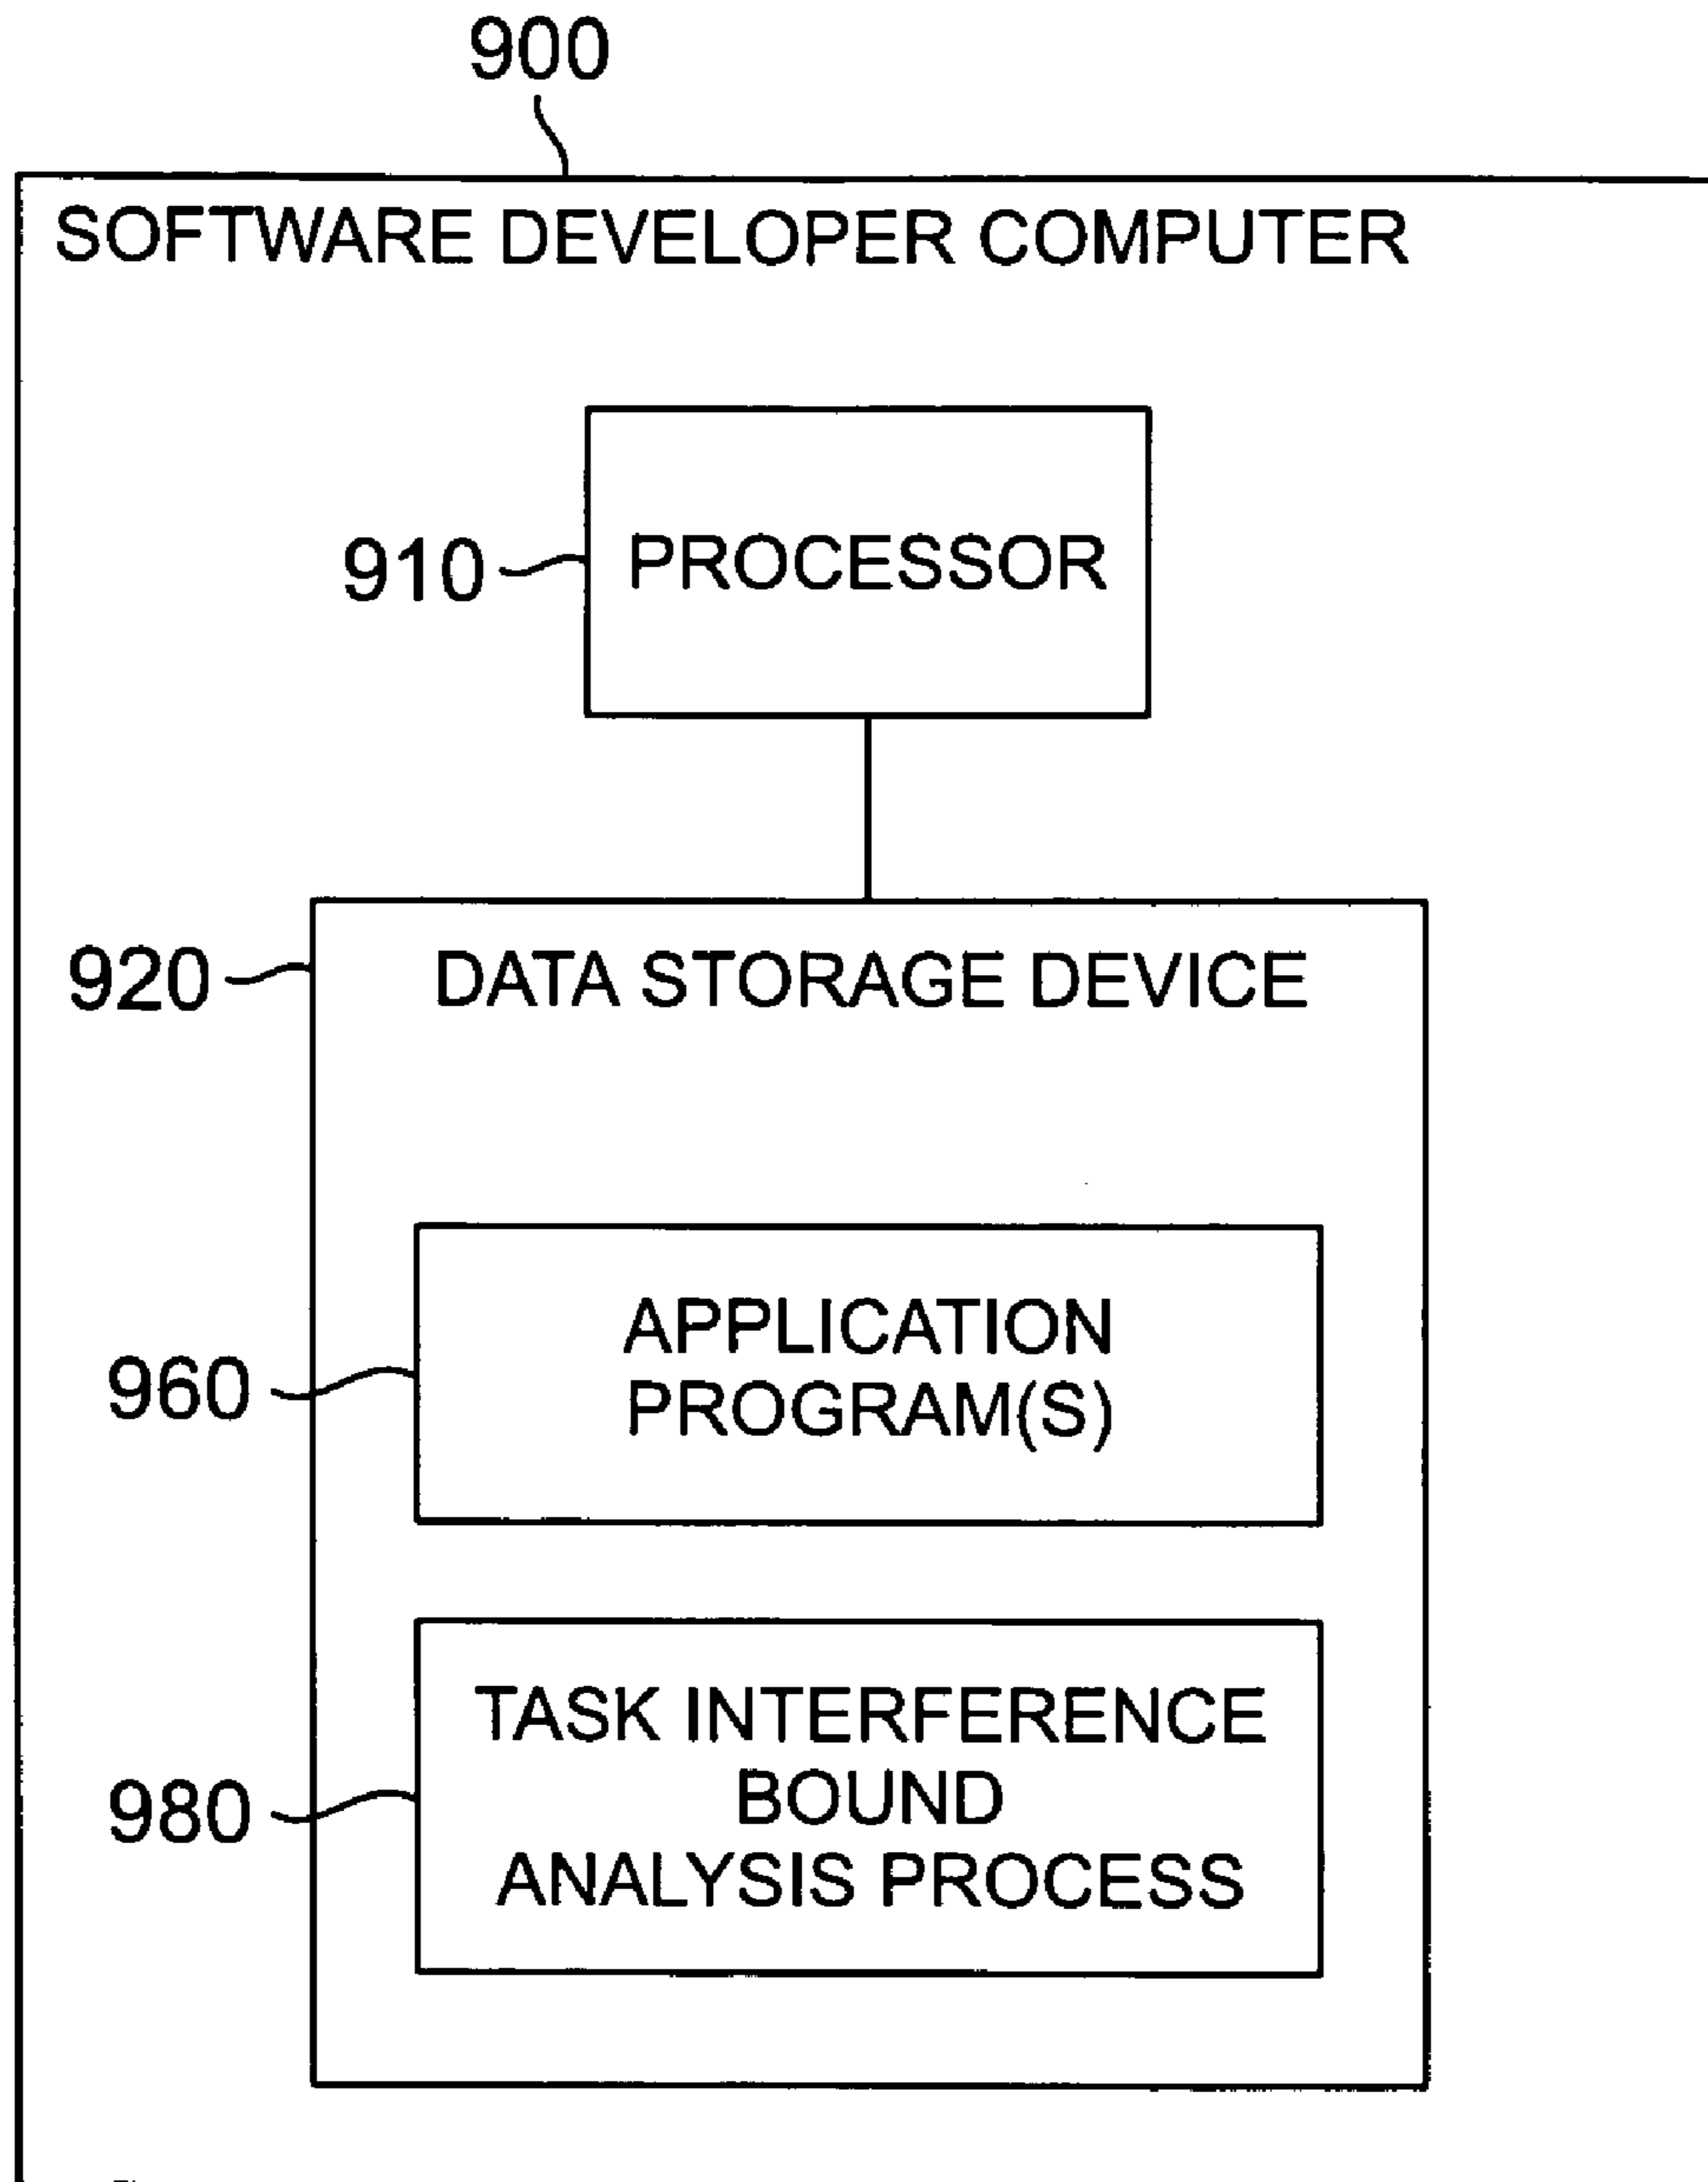 900
SOFTWARE DEVELOPER COMPUTER
910
PROCESSOR
920
DATA STORAGE DEVICE
960
APPLICATION
PROGRAM(S)
980
TASK INTERFERENCE
BOUND
ANALYSIS PROCESS